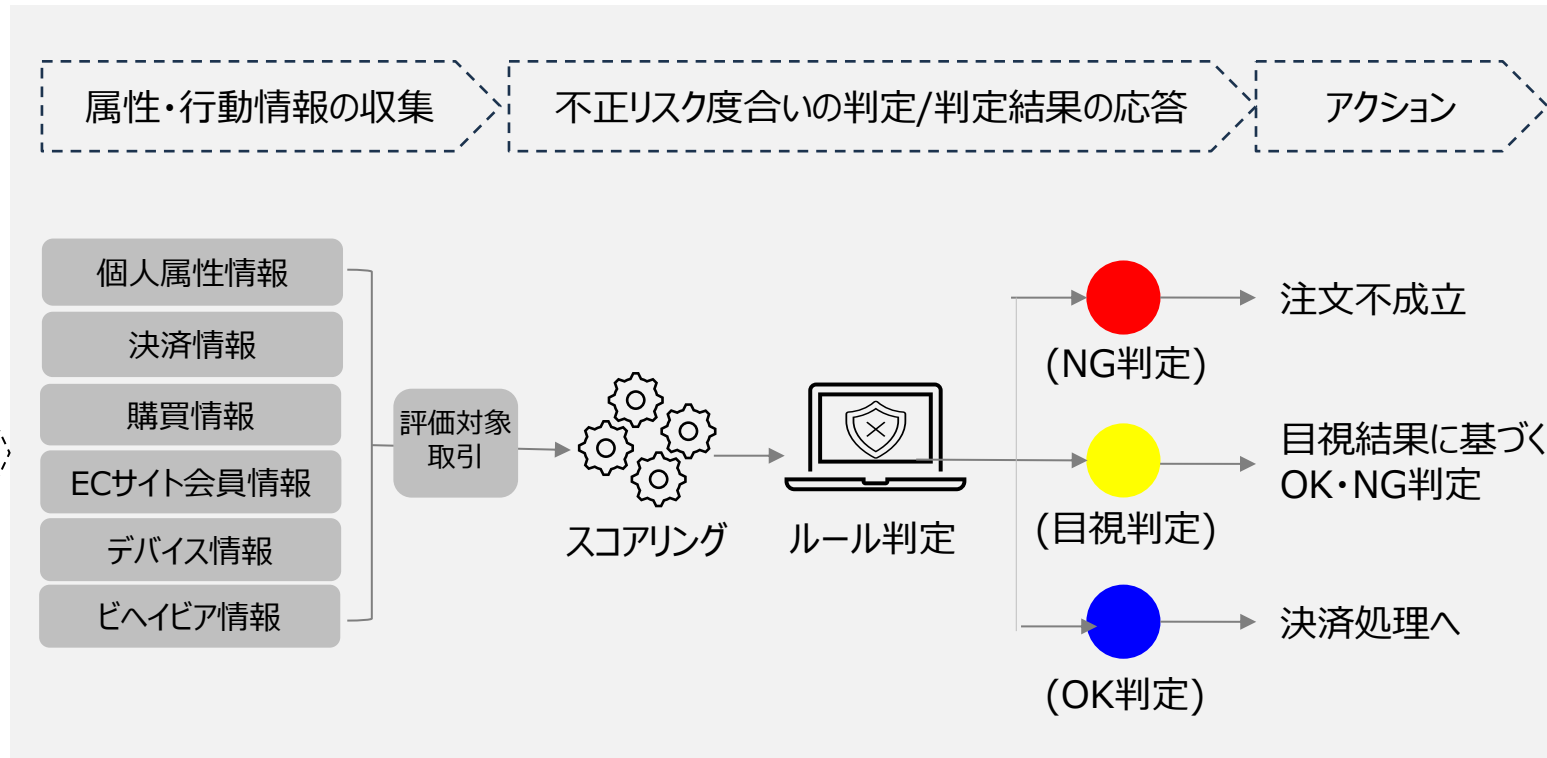 属性・行動情報の収集
不正リスク度合いの判定/判定結果の応答
アクション
個人属性情報
決済情報
購買情報
ECサイト会員情報
デバイス情報
ビヘイビア情報
評価対象
取引
スコアリング
ルール判定
(NG判定)
注文不成立
(目視判定)
目視結果に基づく
OK・NG判定
(OK判定)
決済処理へ